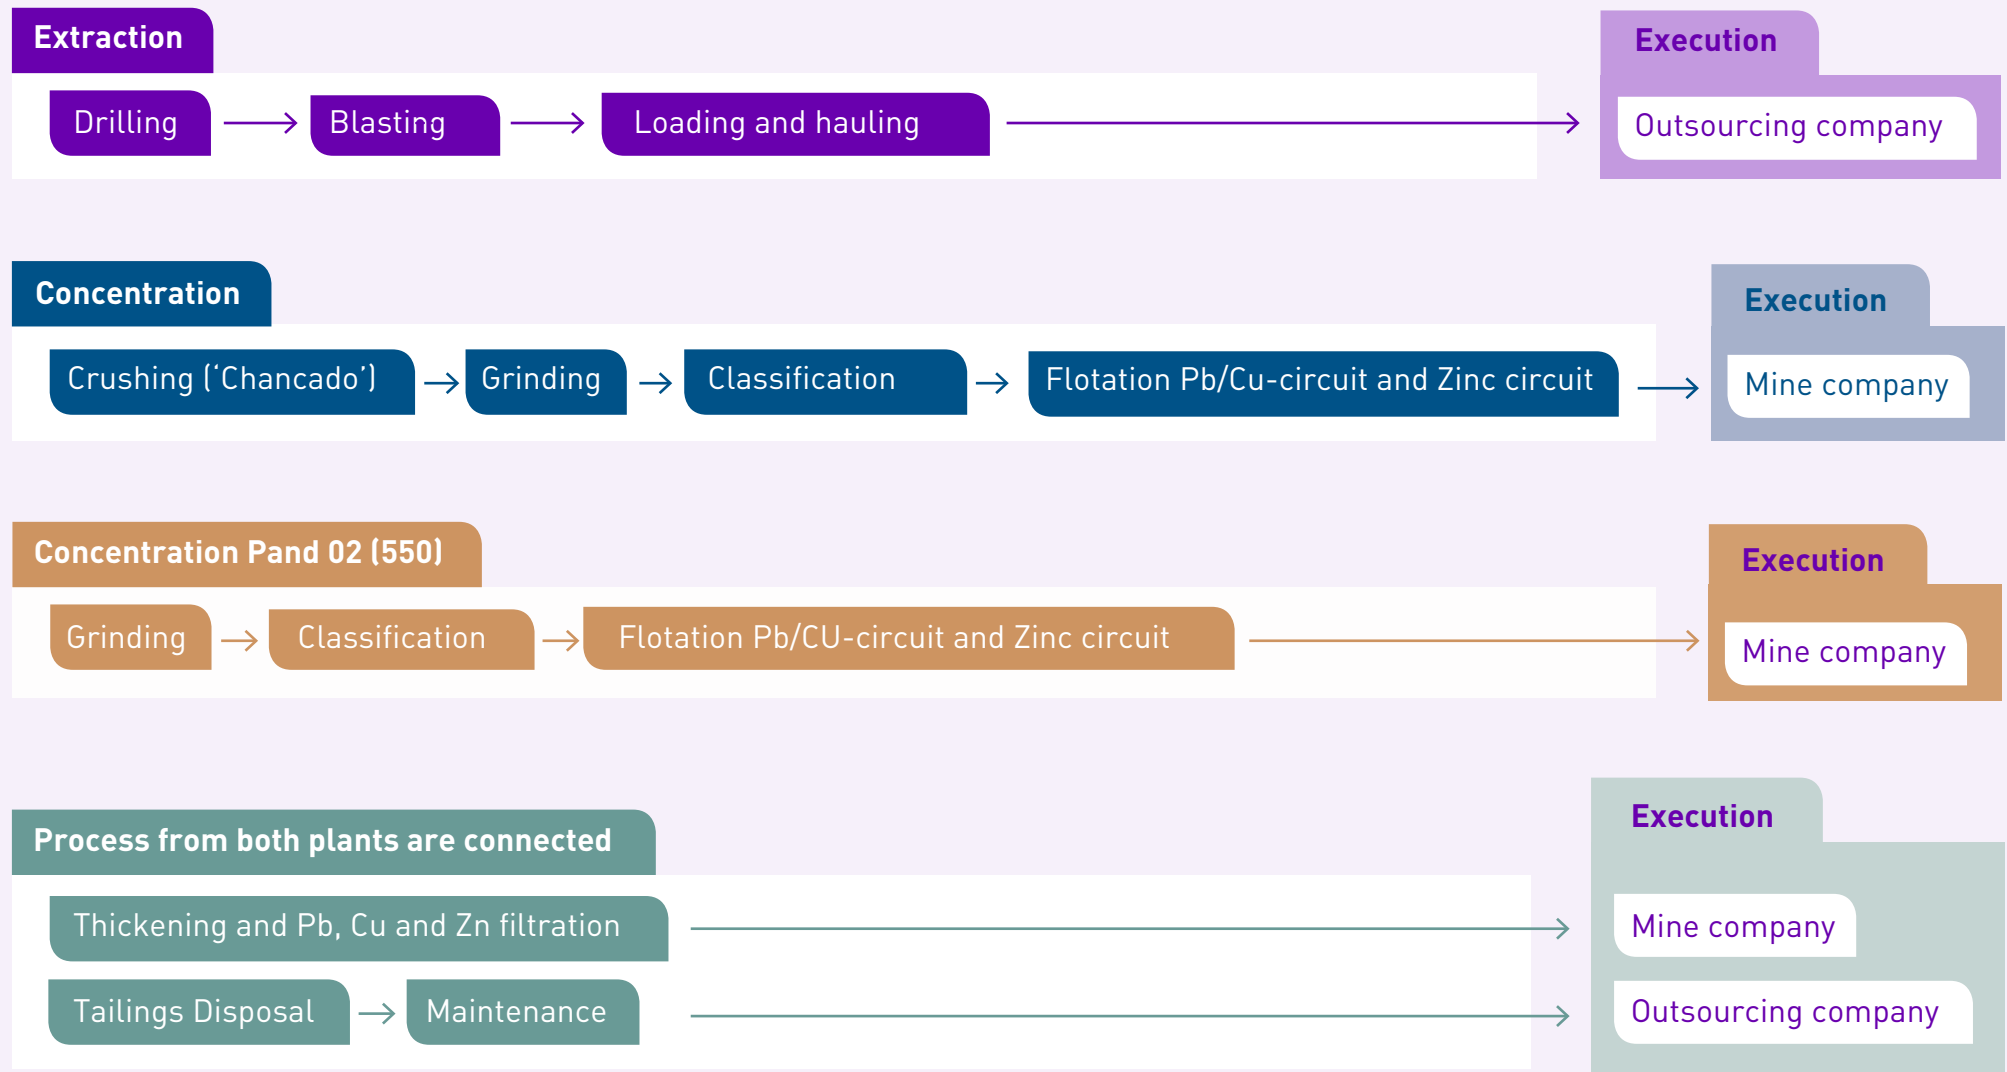 Extraction
Execution
Drilling
Blasting
Loading and hauling
Outsourcing company
Concentration
Execution
Crushing (‘Chancado’)
Grinding
Classification
Flotation Pb/Cu-circuit and Zinc circuit
Mine company
Concentration Pand 02 (550)
Execution
Grinding
Classification
Flotation Pb/CU-circuit and Zinc circuit
Mine company
Process from both plants are connected
Execution
Thickening and Pb, Cu and Zn filtration
Mine company
Tailings Disposal
Maintenance
Outsourcing company